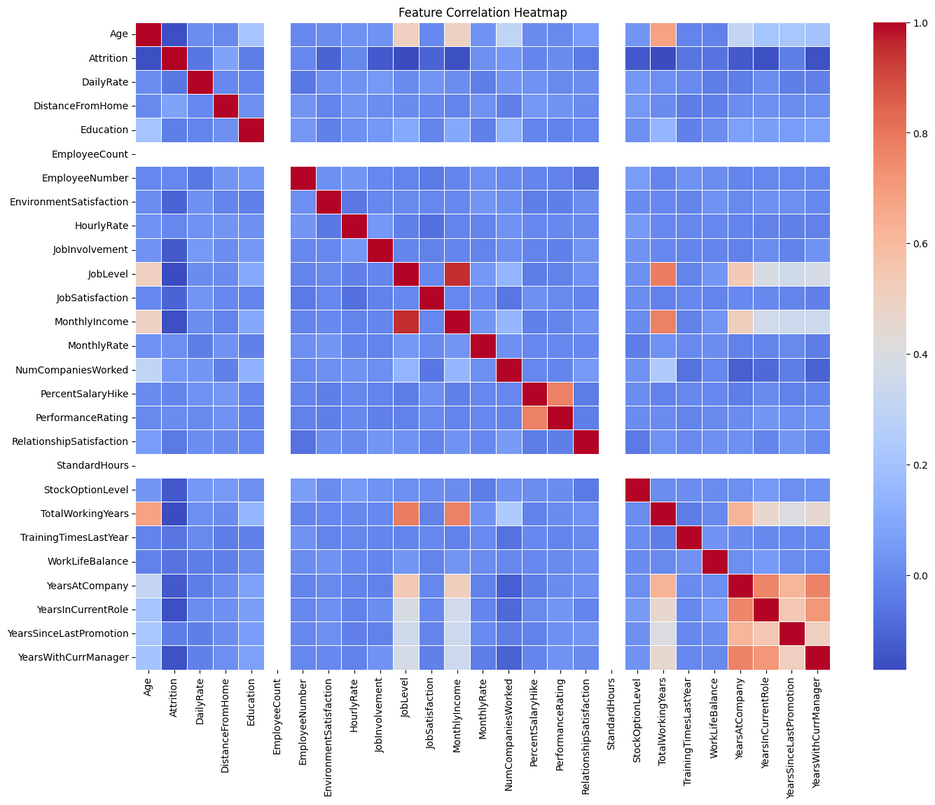 Feature Correlation Heatmap
Age
Attrition
DailyRate
DistanceFromHome
Education
EmployeeCount
EmployeeNumber
EnvironmentSatisfaction
HourlyRate
JobInvolvement
JobLevel
JobSatisfaction
MonthlyIncome
MonthlyRate
NumCompaniesWorked
PercentSalaryHike
PerformanceRating
RelationshipSatisfaction
StandardHours
StockOptionLevel
TotalWorkingYears
TrainingTimesLastYear
WorkLifeBalance
YearsAtCompany
YearsInCurrentRole
YearsSinceLastPromotion
YearsWithCurrManager
Age
Attrition
DailyRate
DistanceFromHome
Education
EmployeeCount
EmployeeNumber
EnvironmentSatisfaction
HourlyRate
JobInvolvement
JobLevel
JobSatisfaction
MonthlyIncome
MonthlyRate
NumCompaniesWorked
PercentSalaryHike
PerformanceRating
RelationshipSatisfaction
StandardHours
StockOptionLevel
TotalWorkingYears
TrainingTimesLastYear
WorkLifeBalance
YearsAtCompany
YearsInCurrentRole
YearsSinceLastPromotion
YearsWithCurrManager
1.0
0.8
0.6
0.4
0.2
0.0